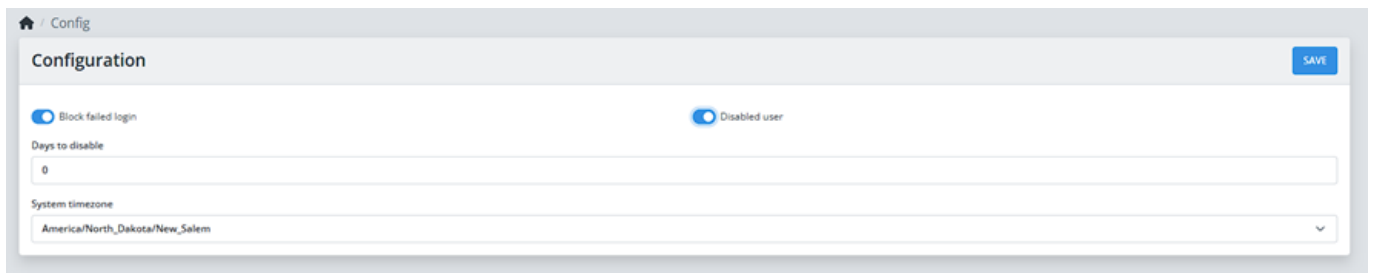 / Config
Configuration
SAVE
Block failed login
Disabled user
Days to disable
0
System timezone
America/North_Dakota/New_Salem